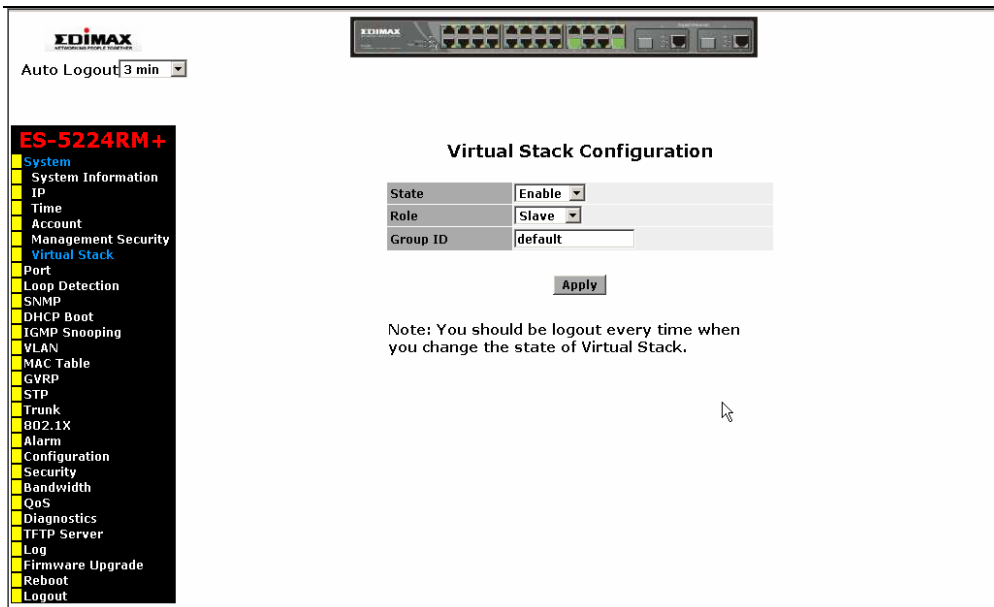 EDIMAX
NETWORKING PEOPLE TOGETHER
Auto Logout 3 min
EDIMAX
ES-5224RM+
System
System Information
IP
Time
Account
Management Security
Virtual Stack
Port
Loop Detection
SNMP
DHCP Boot
IGMP Snooping
VLAN
MAC Table
GVRP
STP
Trunk
802.1X
Alarm
Configuration
Security
Bandwidth
QoS
Diagnostics
TFTP Server
Log
Firmware Upgrade
Reboot
Logout
Virtual Stack Configuration
State Enable
Role Slave
Group ID default
Apply
Note: You should be logout every time when
you change the state of Virtual Stack.